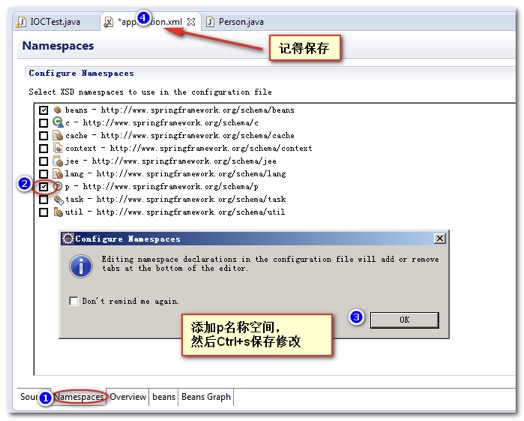 IOCTest.java
Person.java
记得保存
Namespaces
Configure Namespaces
Select XSD namespaces to use in the configuration file
beans - http://www.springframework.org/schema/beans
c - http://www.springframework.org/schema/c
cache - http://www.springframework.org/schema/cache
context - http://www.springframework.org/schema/context
jee - http://www.springframework.org/schema/jee
lang - http://www.springframework.org/schema/lang
p - http://www.springframework.org/schema/p
task - http://www.springframework.org/schema/task
util - http://www.springframework.org/schema/util
Configure Namespaces
Editing namespace declarations in the configuration file will add or remove
tabs at the bottom of the editor.
Don't remind me again.
OK
添加p名称空间，
然后Ctrl+s保存修改
1 Namespaces Overview beans Beans Graph
2
3
4